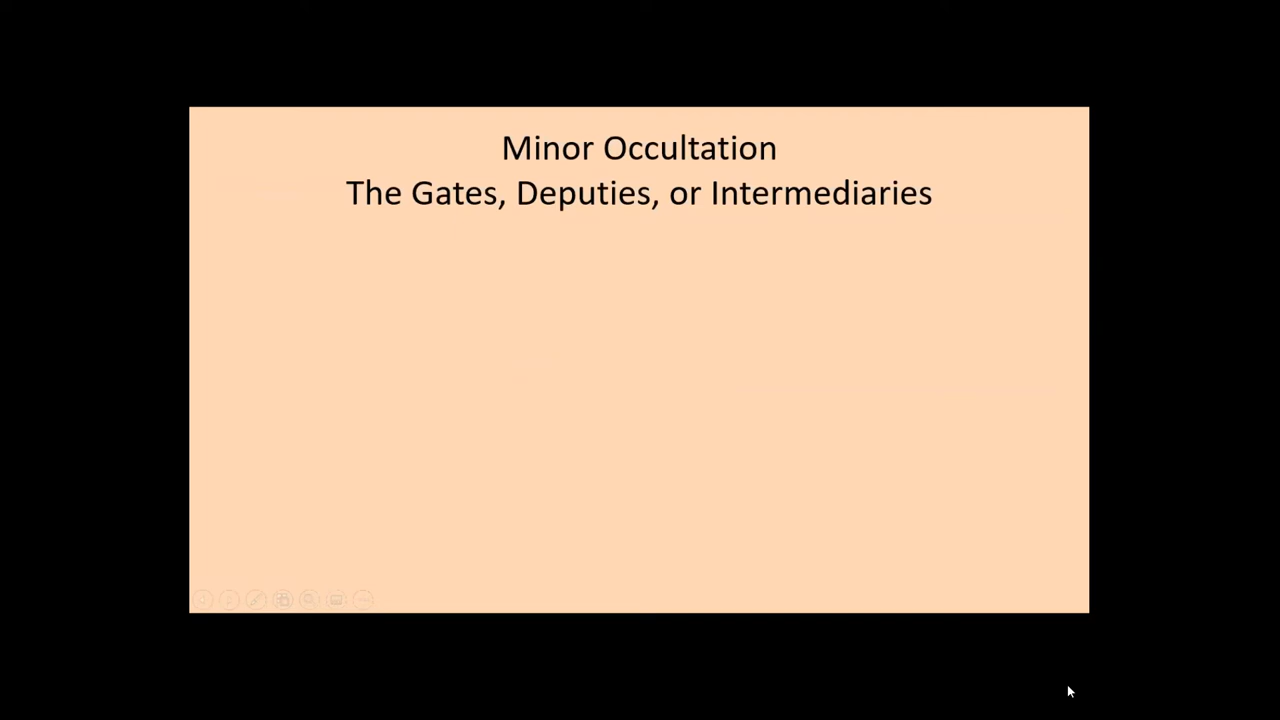 Minor Occultation
The Gates, Deputies, or Intermediaries